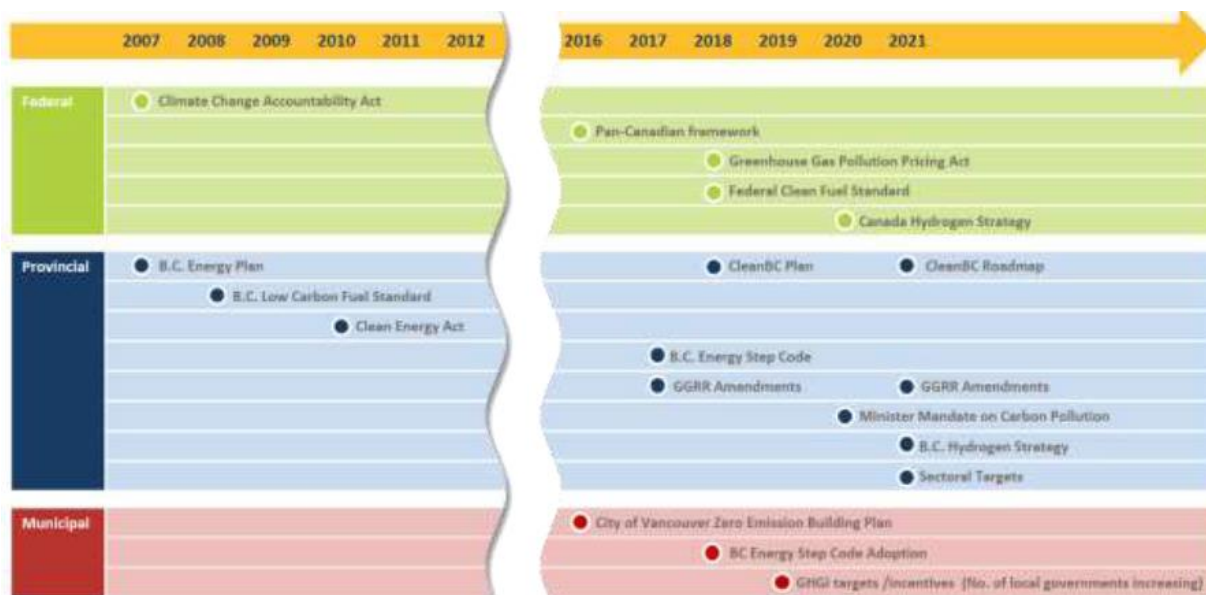 2007 2008 2009 2010 2011 2012 2016 2017 2018 2019 2020 2021
Federal Climate Change Accountability Act
Pan-Canadian framework
Greenhouse Gas Pollution Pricing Act
Federal Clean Fuel Standard
Canada Hydrogen Strategy
Provincial B.C. Energy Plan CleanBC Plan CleanBC Roadmap
B.C. Low Carbon Fuel Standard
Clean Energy Act
B.C. Energy Step Code
GGRR Amendments GGRR Amendments
Minister Mandate on Carbon Pollution
B.C. Hydrogen Strategy
Sectoral Targets
Municipal City of Vancouver Zero Emission Building Plan
BC Energy Step Code Adoption
GHGI targets /incentives (No. of local governments increasing)